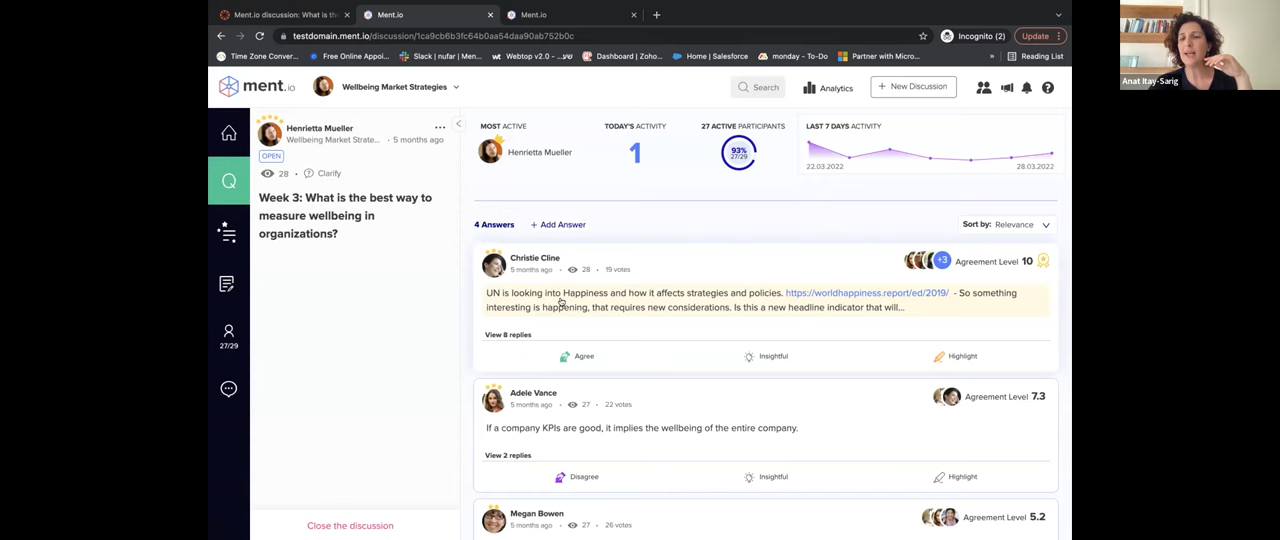 Ment.io discussion: What is the
Ment.io
Ment.io
testdomain.ment.io/discussion/1ca9cb6b3fc64b0aa54daa90ab752b0c
Incognito (2)
Update
Time Zone Conver...
Free Online Appoi...
Slack | nufar | Men...
Webtop v2.0 -
Dashboard | Zoho...
Home | Salesforce
monday - To-Do
Partner with Micro...
»
Reading List
Anat Itay-Sarig
ment.io
Wellbeing Market Strategies
Search
Analytics
+ New Discussion
Henrietta Mueller
Wellbeing Market Strate... • 5 months ago
OPEN
28 • Clarify
Week 3: What is the best way to
measure wellbeing in
organizations?
27/29
Close the discussion
MOST ACTIVE
Henrietta Mueller
TODAY'S ACTIVITY
1
27 ACTIVE PARTICIPANTS
93%
27/29
LAST 7 DAYS ACTIVITY
22.03.2022
28.03.2022
4 Answers
+ Add Answer
Sort by: Relevance
Christie Cline
5 months ago • 28 • 19 votes
+3
Agreement Level 10
UN is looking into Happiness and how it affects strategies and policies. https://worldhappiness.report/ed/2019/ - So something
interesting is happening, that requires new considerations. Is this a new headline indicator that will...
View 8 replies
Agree
Insightful
Highlight
Adele Vance
5 months ago • 27 • 22 votes
Agreement Level 7.3
If a company KPIs are good, it implies the wellbeing of the entire company.
View 2 replies
Disagree
Insightful
Highlight
Megan Bowen
5 months ago • 27 • 26 votes
Agreement Level 5.2